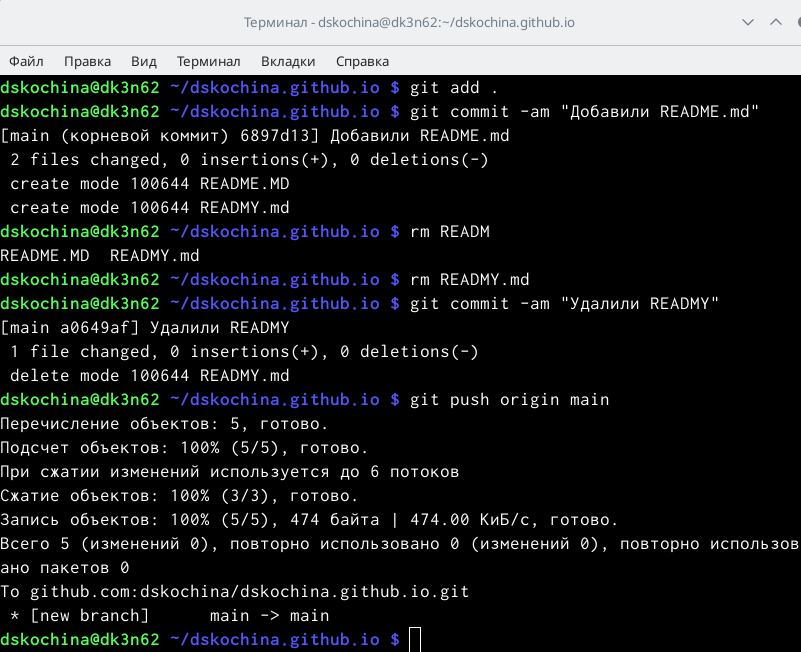 Терминал - dskochina@dk3n62:~/dskochina.github.io
Файл Правка Вид Терминал Вкладки Справка
dskochina@dk3n62 ~/dskochina.github.io $ git add .
dskochina@dk3n62 ~/dskochina.github.io $ git commit -am "Добавили README.md"
[main (корневой коммит) 6897d13] Добавили README.md
 2 files changed, 0 insertions(+), 0 deletions(-)
 create mode 100644 README.MD
 create mode 100644 READMY.md
dskochina@dk3n62 ~/dskochina.github.io $ rm READM
README.MD  READMY.md
dskochina@dk3n62 ~/dskochina.github.io $ rm READMY.md
dskochina@dk3n62 ~/dskochina.github.io $ git commit -am "Удалили READMY"
[main a0649af] Удалили READMY
 1 file changed, 0 insertions(+), 0 deletions(-)
 delete mode 100644 READMY.md
dskochina@dk3n62 ~/dskochina.github.io $ git push origin main
Перечисление объектов: 5, готово.
Подсчет объектов: 100% (5/5), готово.
При сжатии изменений используется до 6 потоков
Сжатие объектов: 100% (3/3), готово.
Запись объектов: 100% (5/5), 474 байта | 474.00 КиБ/с, готово.
Всего 5 (изменений 0), повторно использовано 0 (изменений 0), повторно использов
ано пакетов 0
To github.com:dskochina/dskochina.github.io.git
 * [new branch]      main -> main
dskochina@dk3n62 ~/dskochina.github.io $